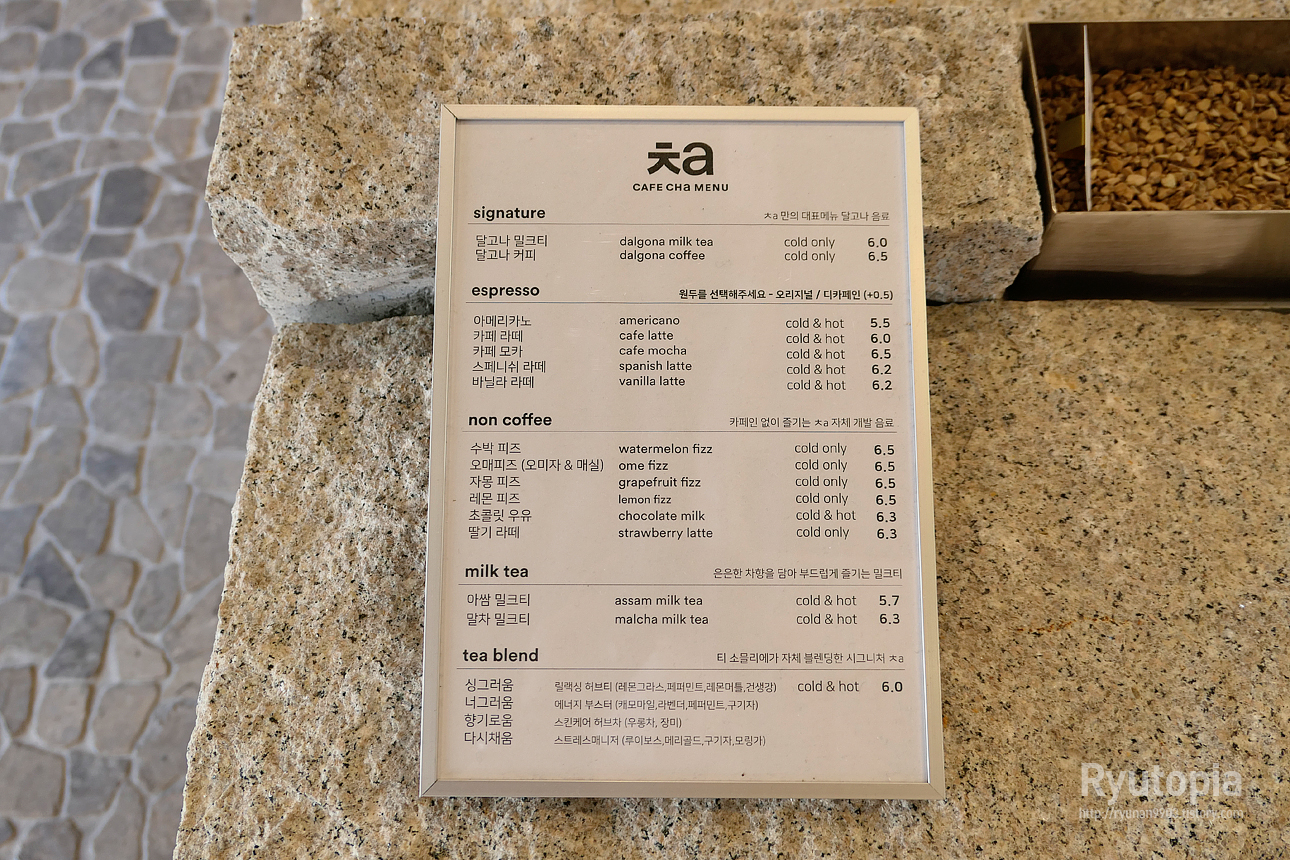 ㅊa
CAFE CHa MENU
signature ㅊa 만의 대표메뉴 달고나 음료
달고나 밀크티 dalgona milk tea cold only 6.0
달고나 커피 dalgona coffee cold only 6.5
espresso 원두를 선택해주세요 - 오리지널 / 디카페인 (+0.5)
아메리카노 americano cold & hot 5.5
카페 라떼 cafe latte cold & hot 6.0
카페 모카 cafe mocha cold & hot 6.5
스페니쉬 라떼 spanish latte cold & hot 6.2
바닐라 라떼 vanilla latte cold & hot 6.2
non coffee 카페인 없이 즐기는 ㅊa 자체 개발 음료
수박 피즈 watermelon fizz cold only 6.5
오매피즈 (오미자 & 매실) ome fizz cold only 6.5
자몽 피즈 grapefruit fizz cold only 6.5
레몬 피즈 lemon fizz cold only 6.5
초콜릿 우유 chocolate milk cold & hot 6.3
딸기 라떼 strawberry latte cold only 6.3
milk tea 은은한 차향을 담아 부드럽게 즐기는 밀크티
아쌈 밀크티 assam milk tea cold & hot 5.7
말차 밀크티 malcha milk tea cold & hot 6.3
tea blend 티 소믈리에가 자체 블렌딩한 시그니처 ㅊa
싱그러움 릴랙싱 허브티 (레몬그라스,페퍼민트,레몬머틀,건생강) cold & hot 6.0
너그러움 에너지 부스터 (캐모마일,라벤더,페퍼민트,구기자)
향기로움 스킨케어 허브차 (우롱차, 장미)
다시채움 스트레스매니저 (루이보스,메리골드,구기자,모링가)
Ryutopia